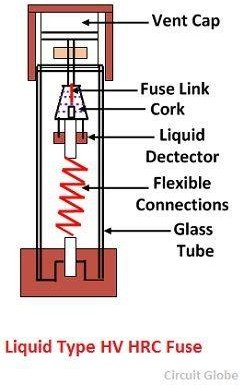 Vent Cap
Fuse Link
Cork
Liquid
Dectector
Flexible
Connections
Glass
Tube
Liquid Type HV HRC Fuse
Circuit Globe